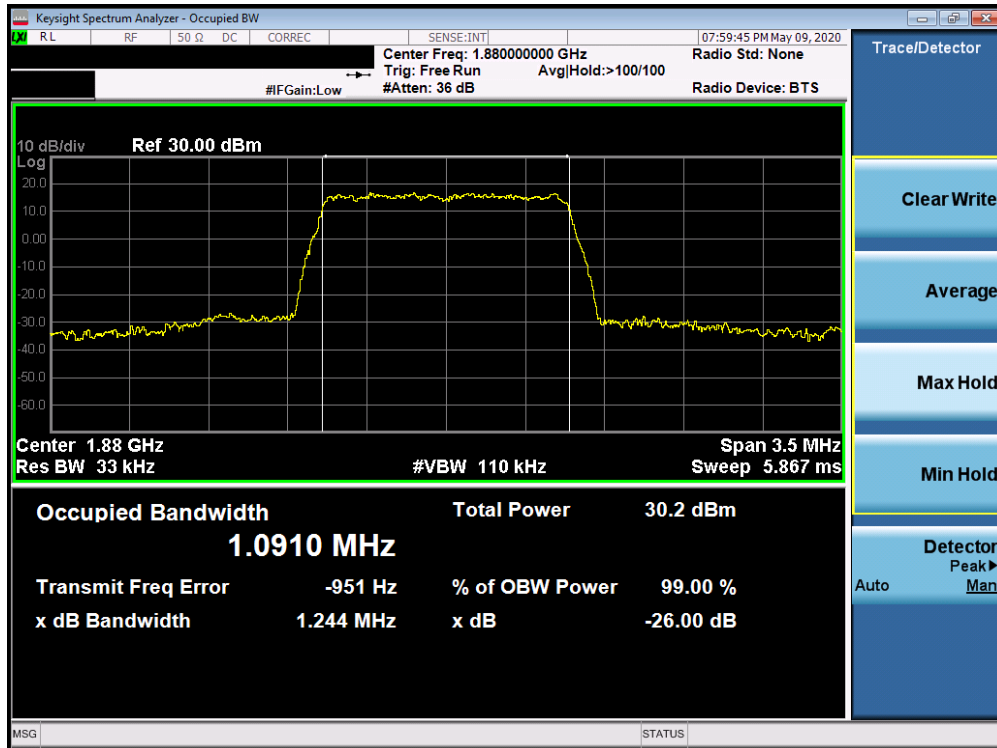 Keysight Spectrum Analyzer - Occupied BW
LXI RL RF 50 Ω DC CORREC SENSE:INT 07:59:45 PM May 09, 2020
Center Freq: 1.880000000 GHz Radio Std: None
Trig: Free Run Avg|Hold:>100/100
#IFGain:Low #Atten: 36 dB Radio Device: BTS
Trace/Detector
10 dB/div Ref 30.00 dBm
Log
20.0
10.0
0.00
-10.0
-20.0
-30.0
-40.0
-50.0
-60.0
Center 1.88 GHz Span 3.5 MHz
Res BW 33 kHz #VBW 110 kHz Sweep 5.867 ms
Occupied Bandwidth Total Power 30.2 dBm
1.0910 MHz
Transmit Freq Error -951 Hz % of OBW Power 99.00 %
x dB Bandwidth 1.244 MHz x dB -26.00 dB
Clear Write
Average
Max Hold
Min Hold
Detector
Peak▶
Auto Man
MSG STATUS